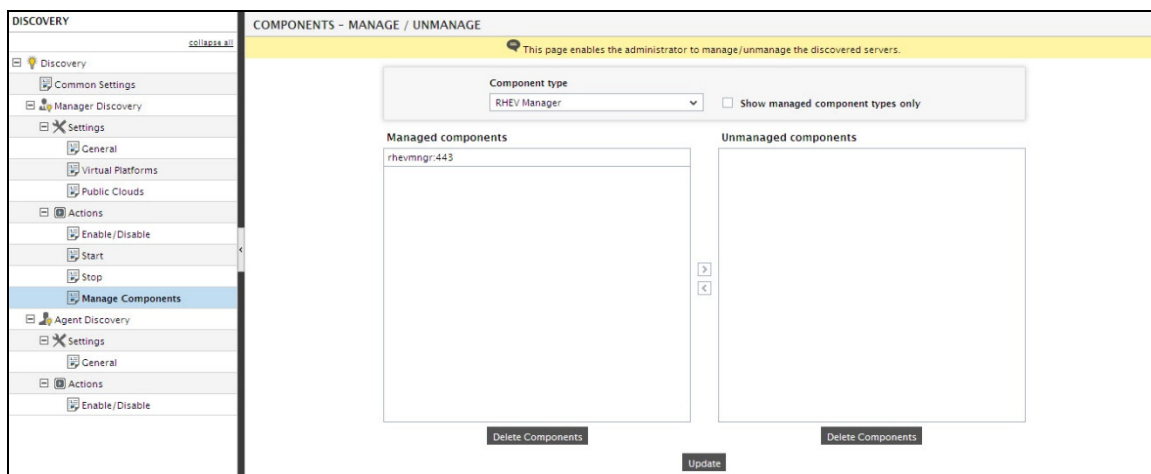 DISCOVERY
collapse all
Discovery
Common Settings
Manager Discovery
Settings
General
Virtual Platforms
Public Clouds
Actions
Enable/Disable
Start
Stop
Manage Components
Agent Discovery
Settings
General
Actions
Enable/Disable
COMPONENTS - MANAGE / UNMANAGE
This page enables the administrator to manage/unmanage the discovered servers.
Component type
RHEV Manager
Show managed component types only
Managed components
Unmanaged components
rhevmngr:443
>
<
Delete Components
Delete Components
Update